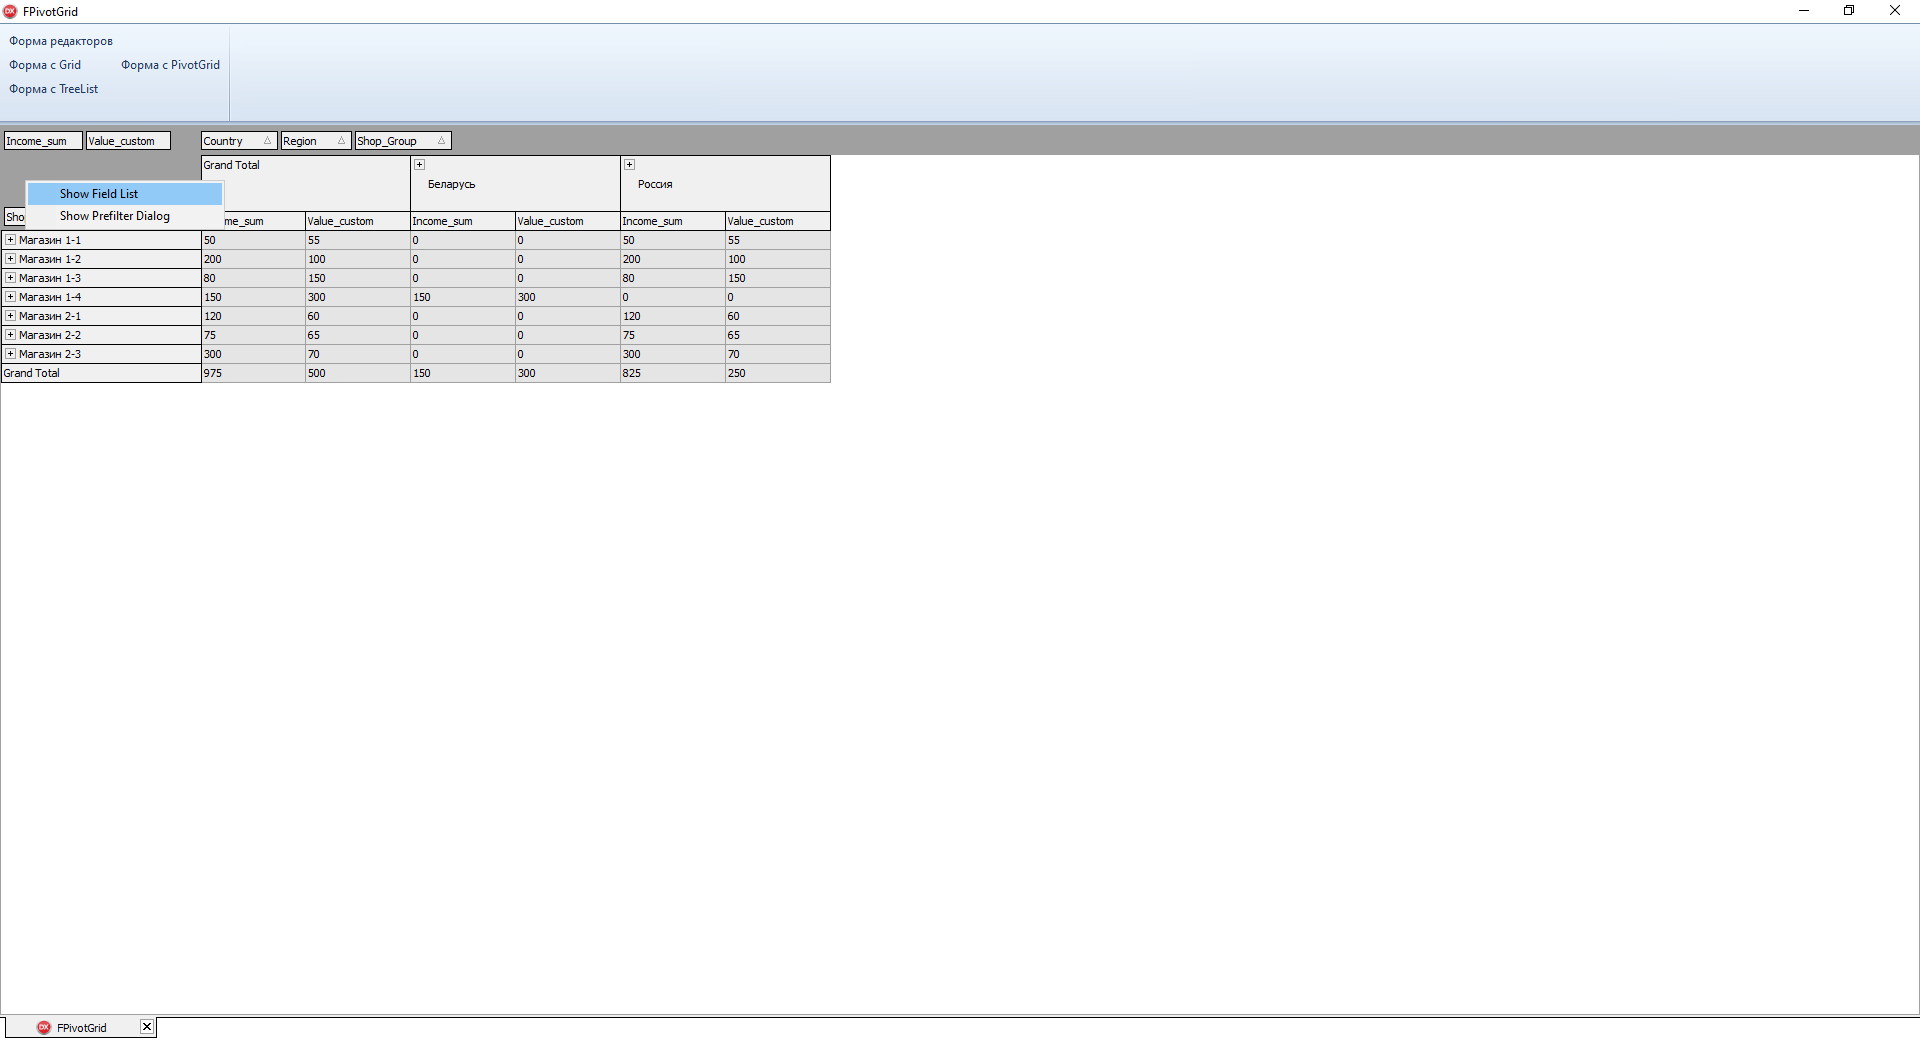 FPivotGrid
Форма редакторов
Форма с Grid Форма с PivotGrid
Форма с TreeList
Income_sum Value_custom Country Region Shop_Group
Grand Total
Беларусь Россия
Show Field List
Show Prefilter Dialog
Value_custom Income_sum Value_custom Income_sum Value_custom
Магазин 1-1 50 55 0 0 50 55
Магазин 1-2 200 100 0 0 200 100
Магазин 1-3 80 150 0 0 80 150
Магазин 1-4 150 300 150 300 0 0
Магазин 2-1 120 60 0 0 120 60
Магазин 2-2 75 65 0 0 75 65
Магазин 2-3 300 70 0 0 300 70
Grand Total 975 500 150 300 825 250
FPivotGrid